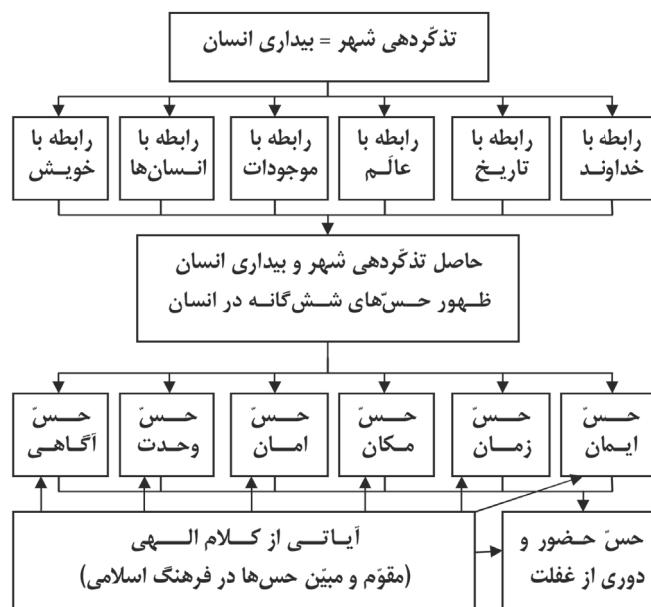 تذکّردهی شهر = بیداری انسان
رابطه با
خداوند
رابطه با
تاریخ
رابطه با
عالَم
رابطه با
موجودات
رابطه با
انسان‌ها
رابطه با
خویش
حاصل تذکّردهی شهر و بیداری انسان
ظهور حسّ‌های شش‌گانه در انسان
حسّ
ایمان
حسّ
زمان
حسّ
مکان
حسّ
امان
حسّ
وحدت
حسّ
آگاهی
آیاتی از کلام الهی
(مقوّم و مبیّن حس‌ها در فرهنگ اسلامی)
حسّ حضور و
دوری از غفلت